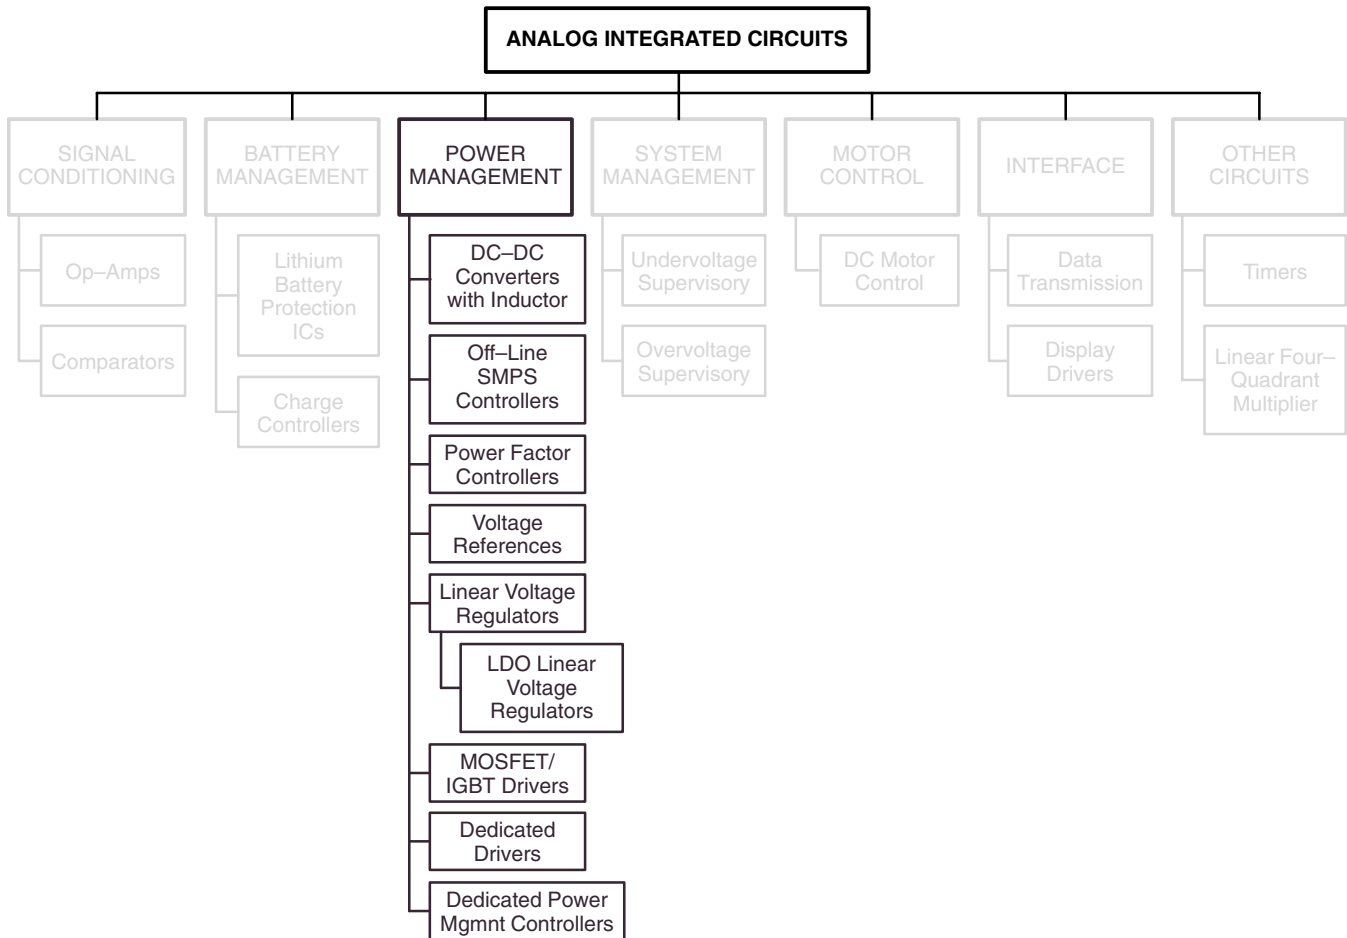 ANALOG INTEGRATED CIRCUITS
SIGNAL
CONDITIONING
Op–Amps
Comparators
BATTERY
MANAGEMENT
Lithium
Battery
Protection
ICs
Charge
Controllers
POWER
MANAGEMENT
DC–DC
Converters
with Inductor
Off–Line
SMPS
Controllers
Power Factor
Controllers
Voltage
References
Linear Voltage
Regulators
LDO Linear
Voltage
Regulators
MOSFET/
IGBT Drivers
Dedicated
Drivers
Dedicated Power
Mgmnt Controllers
SYSTEM
MANAGEMENT
Undervoltage
Supervisory
Overvoltage
Supervisory
MOTOR
CONTROL
DC Motor
Control
INTERFACE
Data
Transmission
Display
Drivers
OTHER
CIRCUITS
Timers
Linear Four–
Quadrant
Multiplier